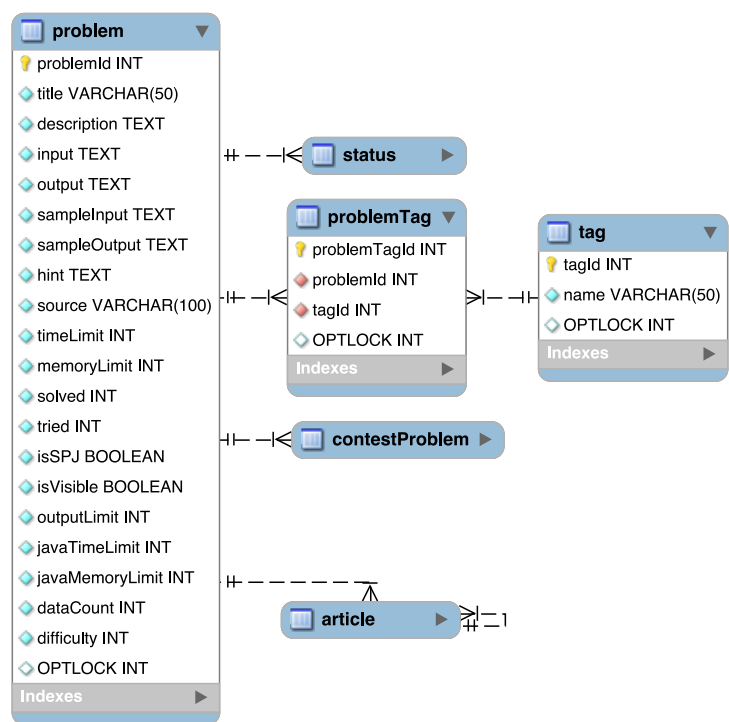 problem
problemId INT
title VARCHAR(50)
description TEXT
input TEXT
output TEXT
sampleInput TEXT
sampleOutput TEXT
hint TEXT
source VARCHAR(100)
timeLimit INT
memoryLimit INT
solved INT
tried INT
isSPJ BOOLEAN
isVisible BOOLEAN
outputLimit INT
javaTimeLimit INT
javaMemoryLimit INT
dataCount INT
difficulty INT
OPTLOCK INT
Indexes
status
problemTag
problemTagId INT
problemId INT
tagId INT
OPTLOCK INT
Indexes
tag
tagId INT
name VARCHAR(50)
OPTLOCK INT
Indexes
contestProblem
article